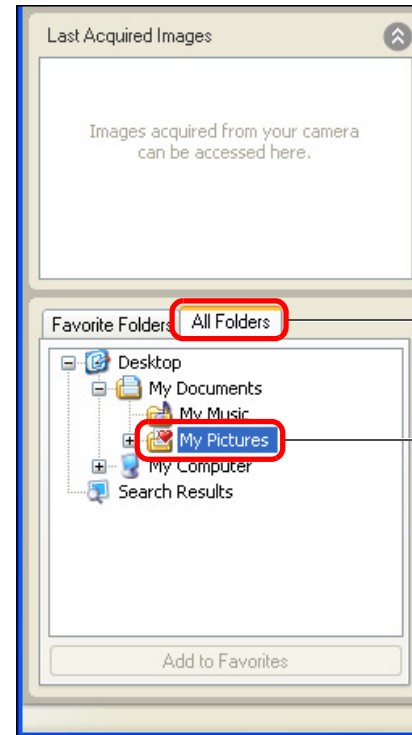 Last Acquired Images
Images acquired from your camera
can be accessed here.
Favorite Folders All Folders
Desktop
My Documents
My Music
My Pictures
My Computer
Search Results
Add to Favorites